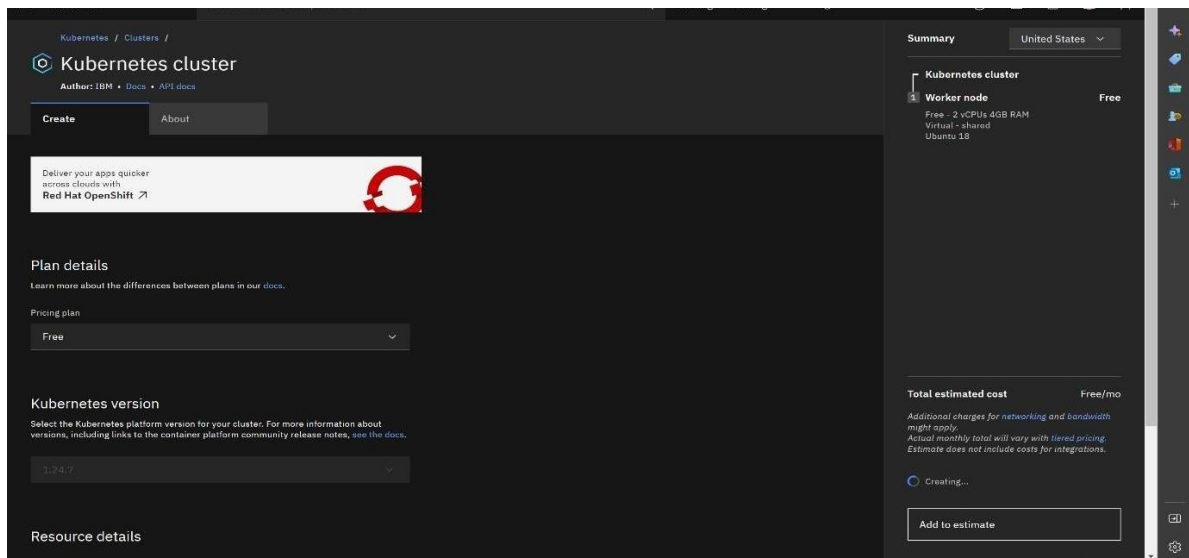 Kubernetes / Clusters /
Kubernetes cluster
Author: IBM • Docs • API docs
Create
About
Deliver your apps quicker
across clouds with
Red Hat OpenShift
Plan details
Learn more about the differences between plans in our docs.
Pricing plan
Free
Kubernetes version
Select the Kubernetes platform version for your cluster. For more information about
versions, including links to the container platform community release notes, see the docs.
1.24.7
Resource details
Summary
United States
Kubernetes cluster
1 Worker node Free
Free - 2 vCPUs 4GB RAM
Virtual - shared
Ubuntu 18
Total estimated cost Free/mo
Additional charges for networking and bandwidth
might apply.
Actual monthly total will vary with tiered pricing.
Estimate does not include costs for integrations.
Creating...
Add to estimate